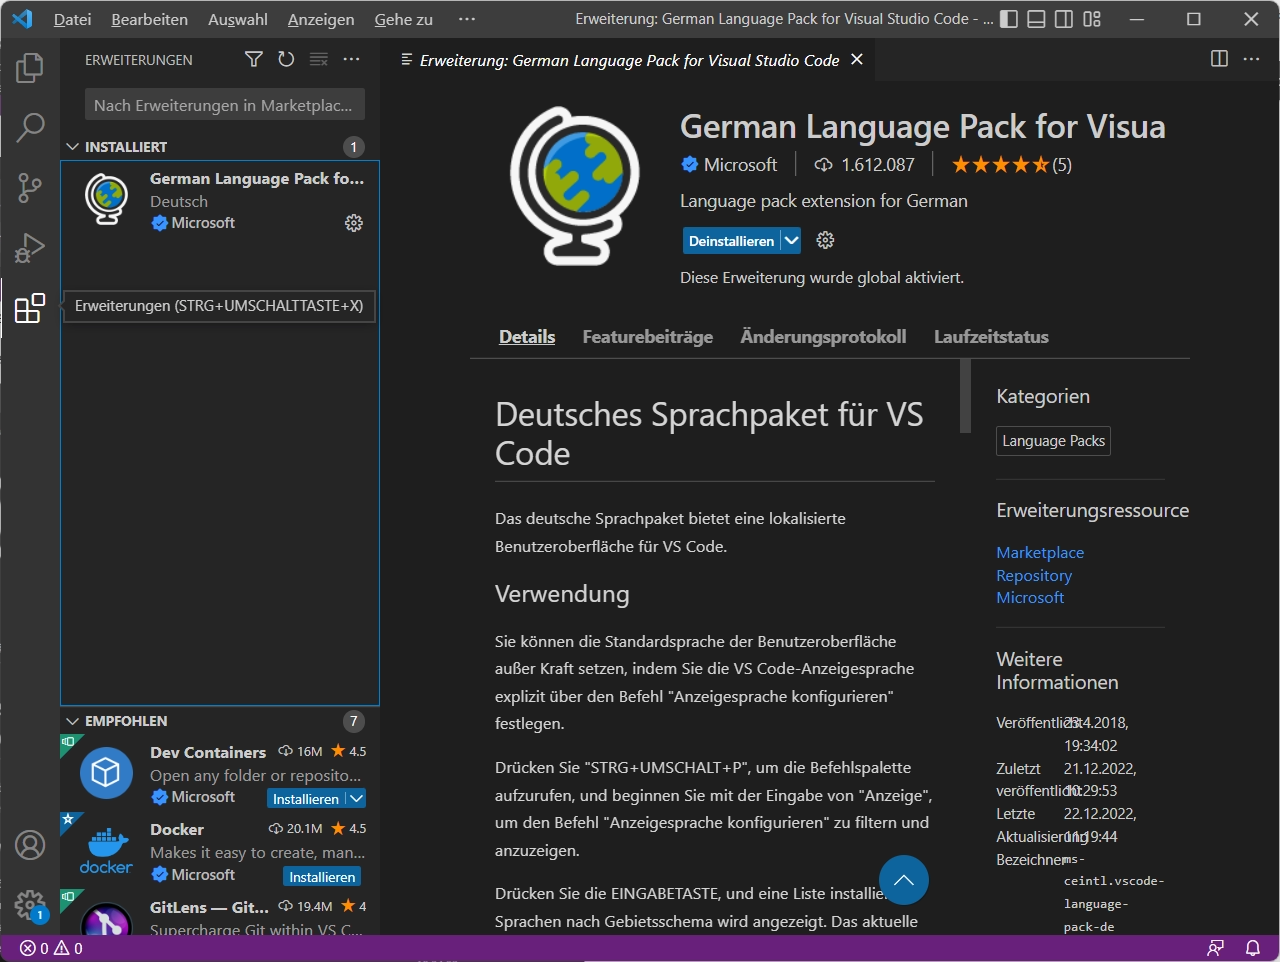 Datei Bearbeiten Auswahl Anzeigen Gehe zu ··· Erweiterung: German Language Pack for Visual Studio Code - ...
ERWEITERUNGEN
Erweiterung: German Language Pack for Visual Studio Code
Nach Erweiterungen in Marketplac...
INSTALLIERT 1
German Language Pack fo...
Deutsch
Microsoft
Erweiterungen (STRG+UMSCHALTTASTE+X)
EMPFOHLEN 7
Dev Containers 16M 4.5
Open any folder or reposito...
Microsoft Installieren
Docker 20.1M 4.5
Makes it easy to create, man...
docker
Microsoft Installieren
GitLens — Git... 19.4M 4
Supercharge Git within VS C...
German Language Pack for Visua
Microsoft 1.612.087 (5)
Language pack extension for German
Deinstallieren
Diese Erweiterung wurde global aktiviert.
Details Featurebeiträge Änderungsprotokoll Laufzeitstatus
Deutsches Sprachpaket für VS
Code
Das deutsche Sprachpaket bietet eine lokalisierte
Benutzeroberfläche für VS Code.
Verwendung
Sie können die Standardsprache der Benutzeroberfläche
außer Kraft setzen, indem Sie die VS Code-Anzeigesprache
explizit über den Befehl "Anzeigesprache konfigurieren"
festlegen.
Drücken Sie "STRG+UMSCHALT+P", um die Befehlspalette
aufzurufen, und beginnen Sie mit der Eingabe von "Anzeige",
um den Befehl "Anzeigesprache konfigurieren" zu filtern und
anzuzeigen.
Drücken Sie die EINGABETASTE, und eine Liste installie
Sprachen nach Gebietsschema wird angezeigt. Das aktuelle
Kategorien
Language Packs
Erweiterungsressource
Marketplace
Repository
Microsoft
Weitere
Informationen
Veröffentlicht 23.4.2018,
19:34:02
Zuletzt 21.12.2022,
veröffentlicht 10:29:53
Letzte 22.12.2022,
Aktualisierung 11:19:44
Bezeichner ms-
ceintl.vscode-
language-
pack-de
1
0 0